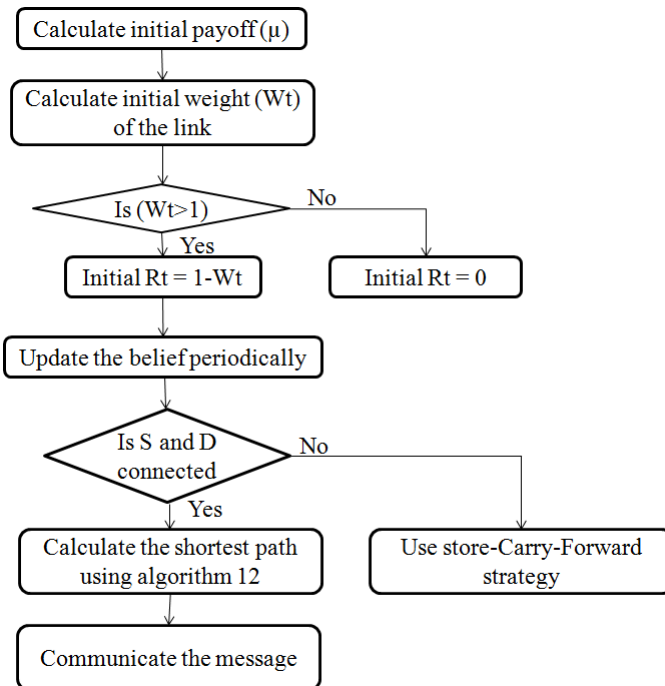 Calculate initial payoff (μ)
Calculate initial weight (Wt)
of the link
Is (Wt>1)
No
Yes
Initial Rt = 1-Wt
Initial Rt = 0
Update the belief periodically
Is S and D
connected
No
Yes
Calculate the shortest path
using algorithm 12
Use store-Carry-Forward
strategy
Communicate the message